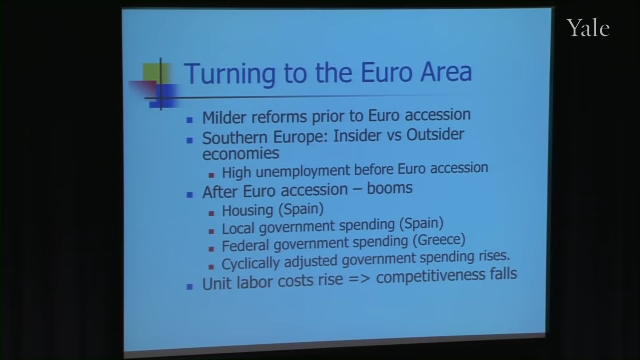 Yale
Turning to the Euro Area
Milder reforms prior to Euro accession
Southern Europe: Insider vs Outsider
economies
High unemployment before Euro accession
After Euro accession – booms
Housing (Spain)
Local government spending (Spain)
Federal government spending (Greece)
Cyclically adjusted government spending rises.
Unit labor costs rise => competitiveness falls